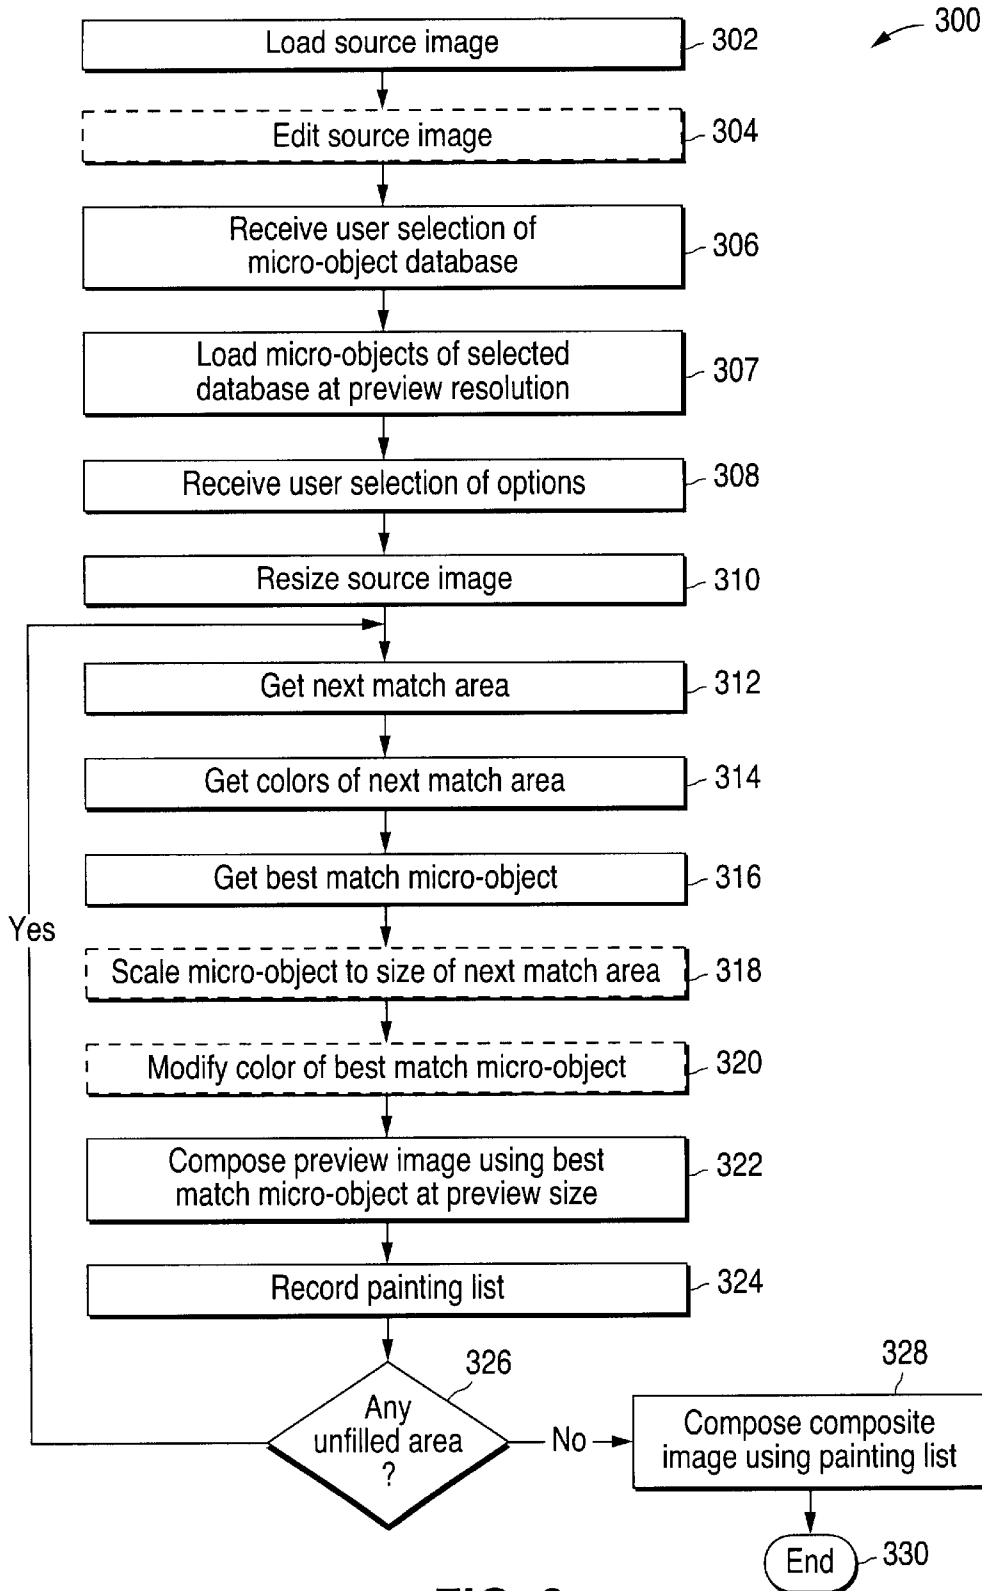 300
Load source image
302
Edit source image
304
Receive user selection of
micro-object database
306
Load micro-objects of selected
database at preview resolution
307
Receive user selection of options
308
Resize source image
310
Get next match area
312
Get colors of next match area
314
Get best match micro-object
316
Yes
Scale micro-object to size of next match area
318
Modify color of best match micro-object
320
Compose preview image using best
match micro-object at preview size
322
Record painting list
324
Any
unfilled area
?
326
No
328
Compose composite
image using painting list
End
330